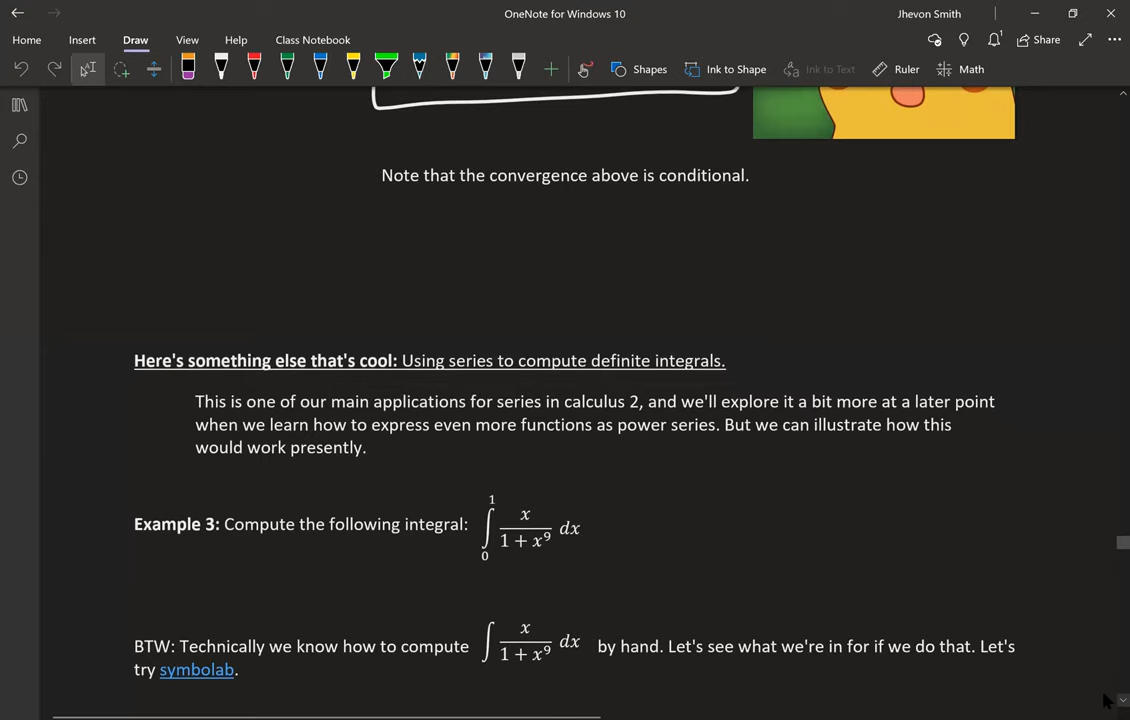 OneNote for Windows 10
Jhevon Smith
Home Insert Draw View Help Class Notebook
Share
Shapes Ink to Shape Ink to Text Ruler Math
Note that the convergence above is conditional.
Here's something else that's cool: Using series to compute definite integrals.
This is one of our main applications for series in calculus 2, and we'll explore it a bit more at a later point
when we learn how to express even more functions as power series. But we can illustrate how this
would work presently.
Example 3: Compute the following integral: ∫₀¹ x/(1 + x⁹) dx
BTW: Technically we know how to compute ∫ x/(1 + x⁹) dx by hand. Let's see what we're in for if we do that. Let's
try symbolab.